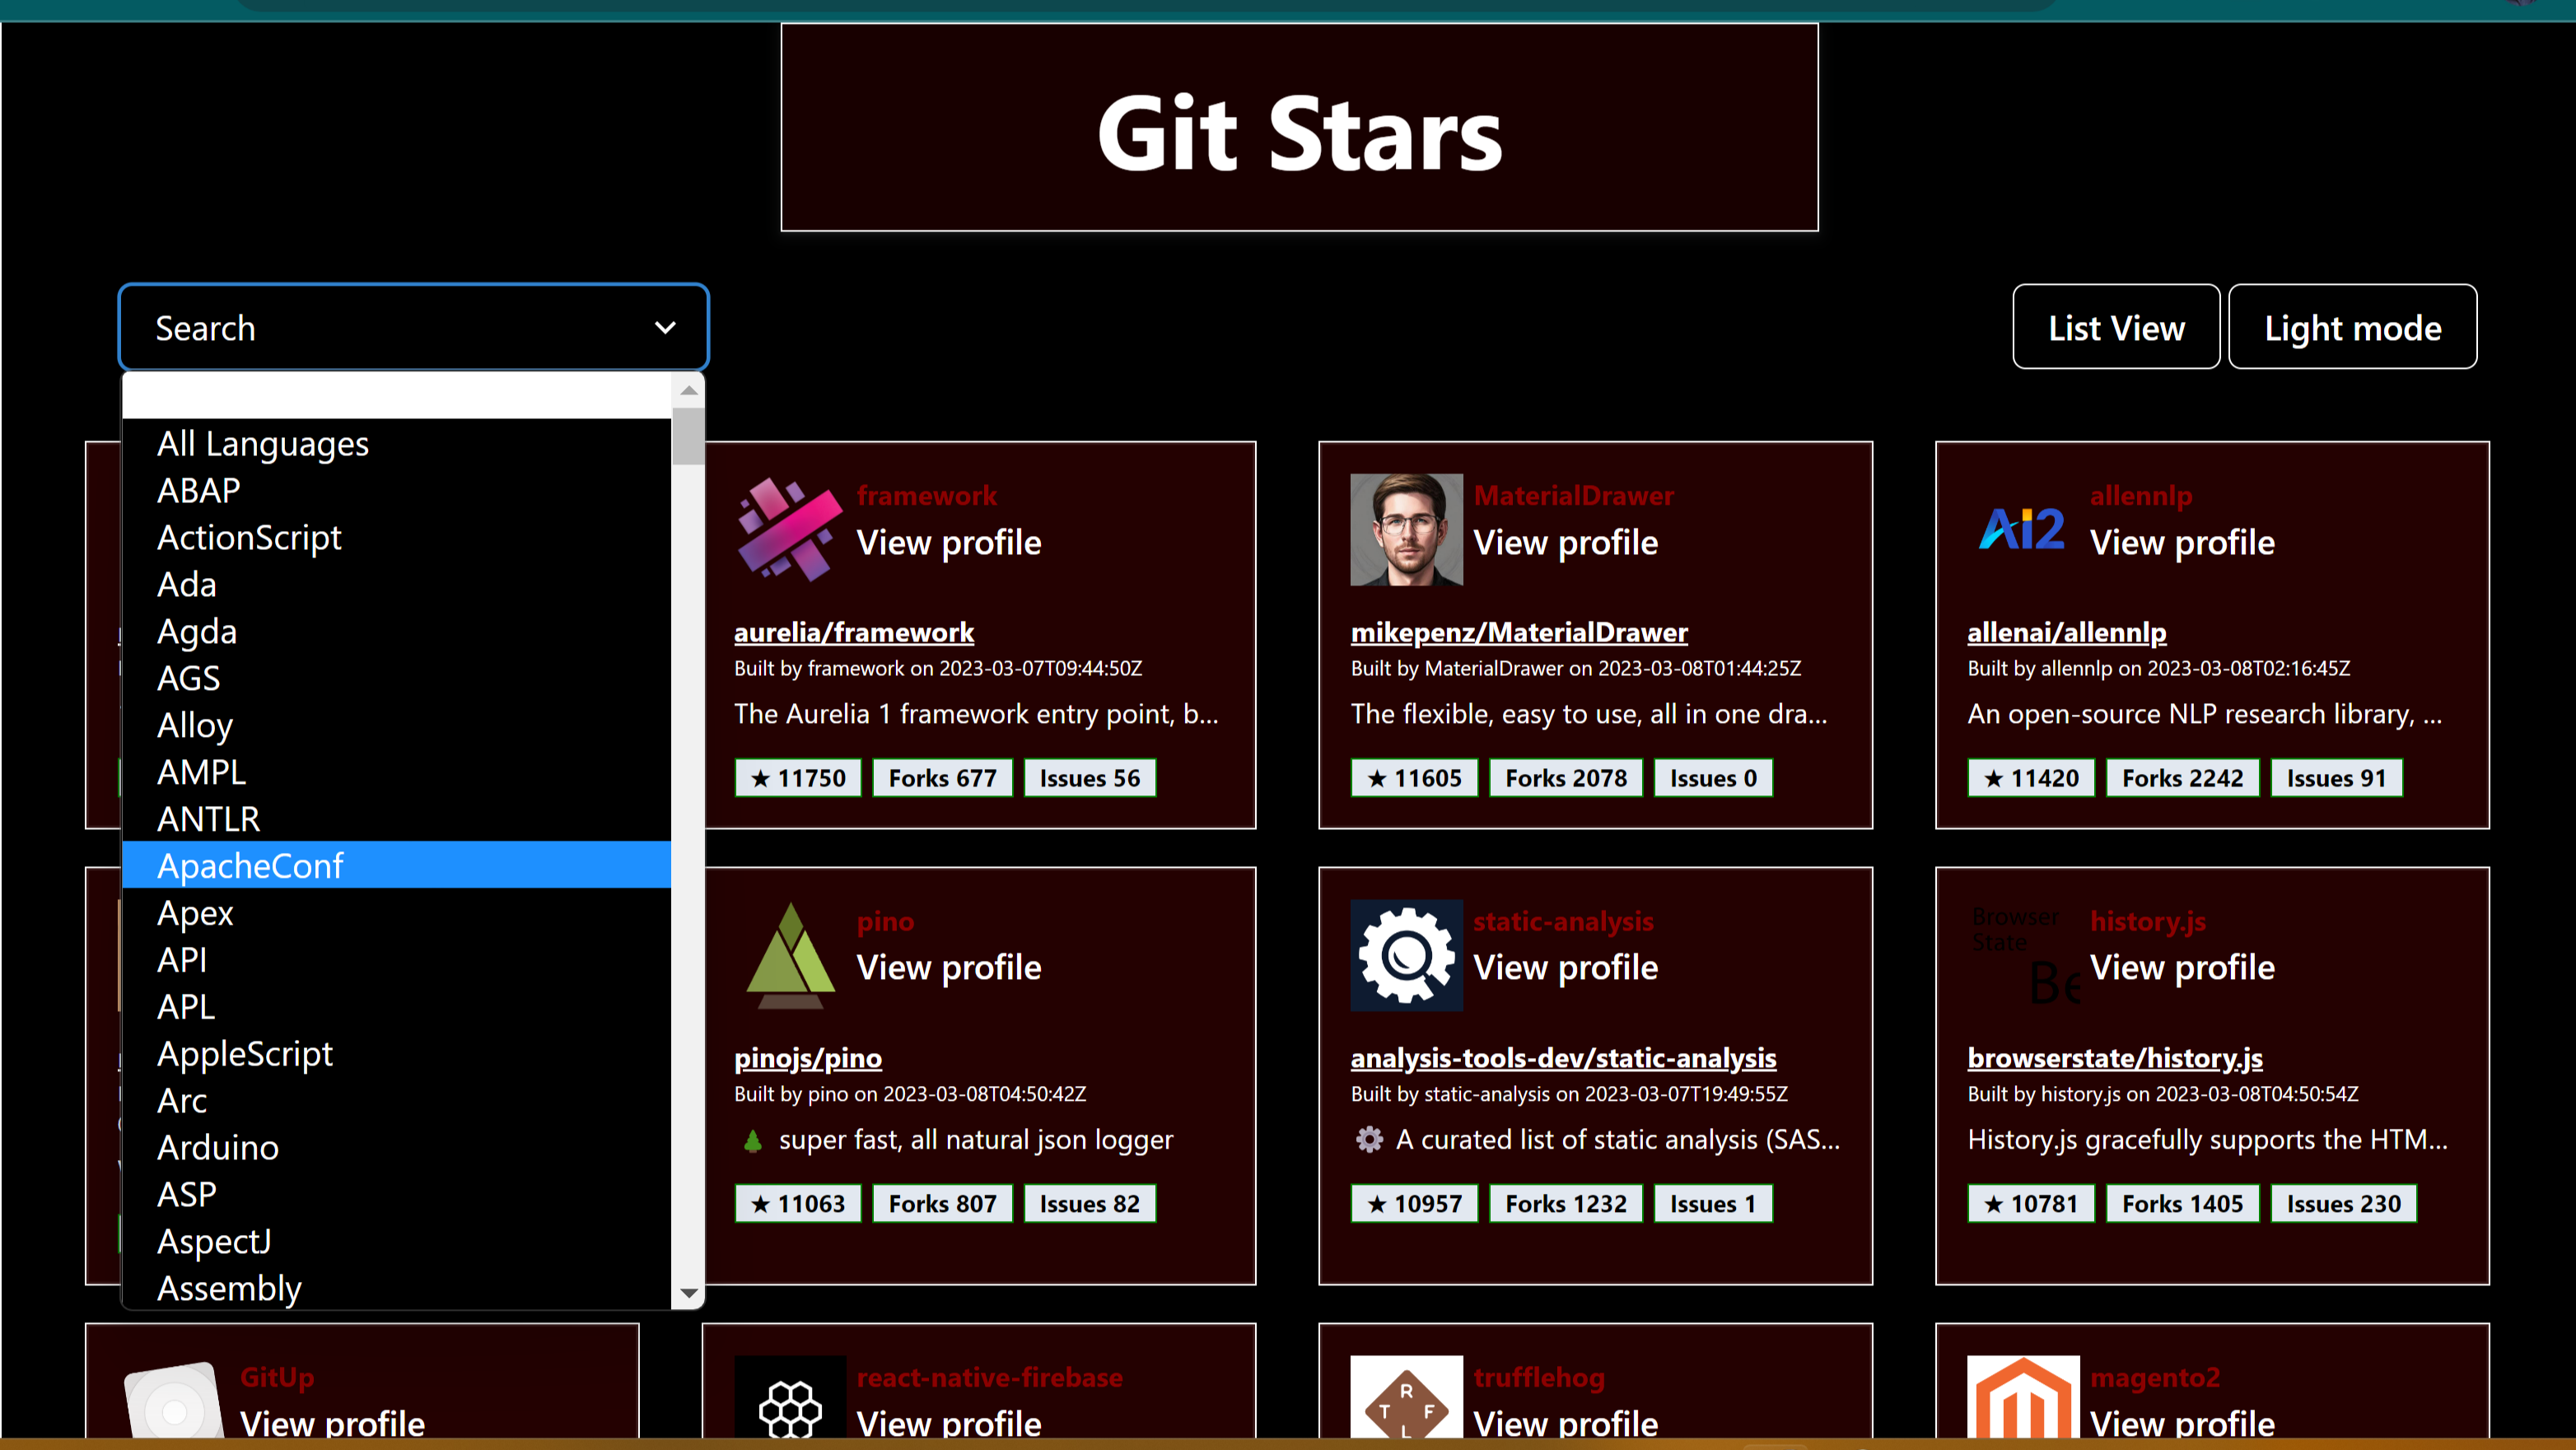 Git Stars
Search
List View
Light mode
All Languages
ABAP
ActionScript
Ada
Agda
AGS
Alloy
AMPL
ANTLR
ApacheConf
Apex
API
APL
AppleScript
Arc
Arduino
ASP
AspectJ
Assembly
framework
View profile
aurelia/framework
Built by framework on 2023-03-07T09:44:50Z
The Aurelia 1 framework entry point, b...
★ 11750 Forks 677 Issues 56
MaterialDrawer
View profile
mikepenz/MaterialDrawer
Built by MaterialDrawer on 2023-03-08T01:44:25Z
The flexible, easy to use, all in one dra...
★ 11605 Forks 2078 Issues 0
Ai2
allennlp
View profile
allenai/allennlp
Built by allennlp on 2023-03-08T02:16:45Z
An open-source NLP research library, ...
★ 11420 Forks 2242 Issues 91
pino
View profile
pinojs/pino
Built by pino on 2023-03-08T04:50:42Z
🌲 super fast, all natural json logger
★ 11063 Forks 807 Issues 82
static-analysis
View profile
analysis-tools-dev/static-analysis
Built by static-analysis on 2023-03-07T19:49:55Z
⚙️ A curated list of static analysis (SAS...
★ 10957 Forks 1232 Issues 1
Browser
State
Be
history.js
View profile
browserstate/history.js
Built by history.js on 2023-03-08T04:50:54Z
History.js gracefully supports the HTM...
★ 10781 Forks 1405 Issues 230
GitUp
View profile
react-native-firebase
View profile
R
T F
L
trufflehog
View profile
magento2
View profile